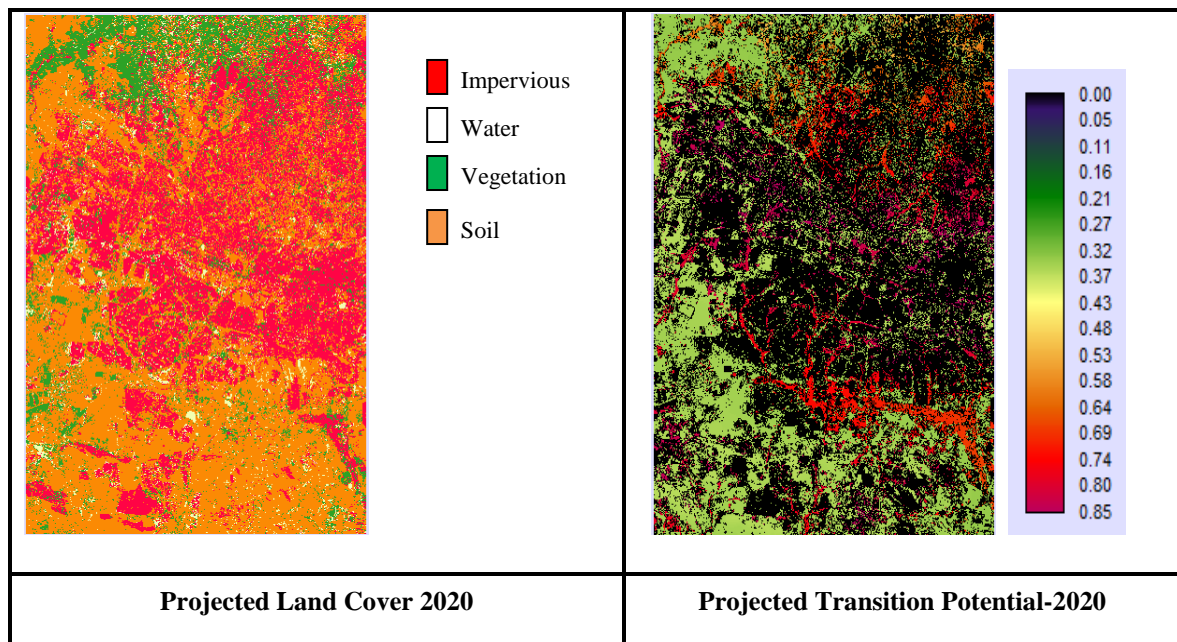 Impervious
Water
Vegetation
Soil
0.00
0.05
0.11
0.16
0.21
0.27
0.32
0.37
0.43
0.48
0.53
0.58
0.64
0.69
0.74
0.80
0.85
Projected Land Cover 2020
Projected Transition Potential-2020